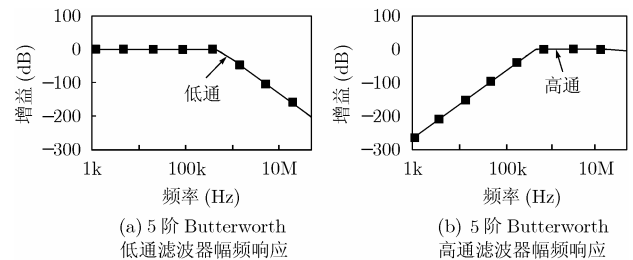 100
0
−100
−200
−300
增益 (dB)
低通
1k
100k
10M
频率 (Hz)
(a) 5 阶 Butterworth
低通滤波器幅频响应
100
0
−100
−200
−300
增益 (dB)
高通
1k
100k
10M
频率 (Hz)
(b) 5 阶 Butterworth
高通滤波器幅频响应